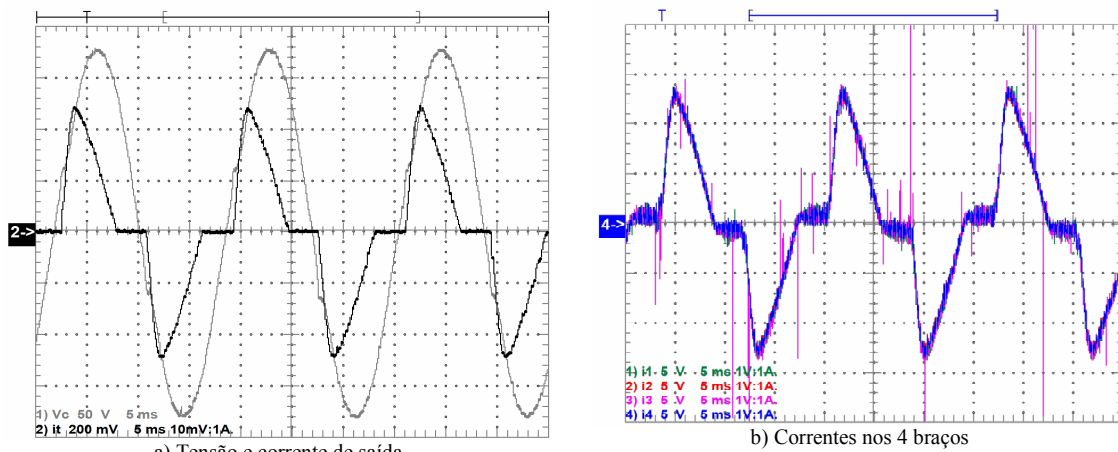 T
2->
1) Vc 50 V 5 ms
2) it 200 mV 5 ms 10mV:1A
a) Tensão e corrente de saída
T
4->
1) i1 5 V 5 ms 1V:1A
2) i2 5 V 5 ms 1V:1A
3) i3 5 V 5 ms 1V:1A
4) i4 5 V 5 ms 1V:1A
b) Correntes nos 4 braços